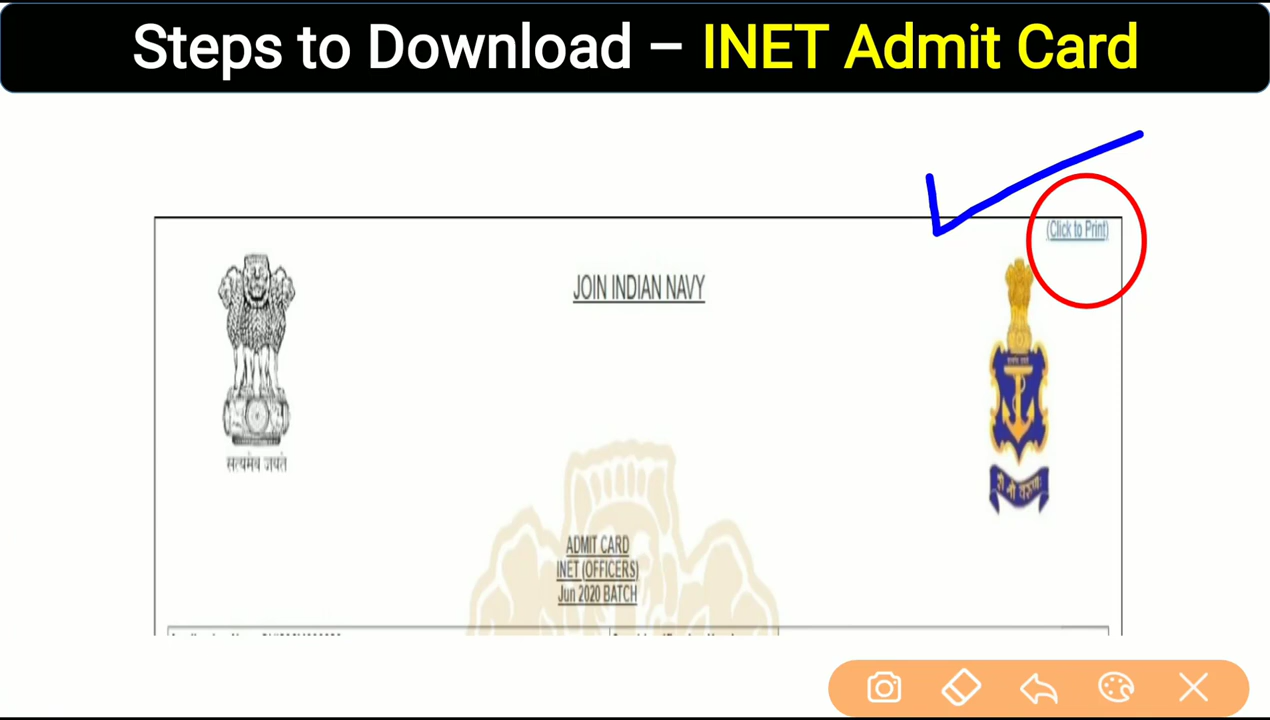 Steps to Download – INET Admit Card
(Click to Print)
JOIN INDIAN NAVY
सत्यमेव जयते
शं नो वरुणः
ADMIT CARD
INET (OFFICERS)
Jun 2020 BATCH